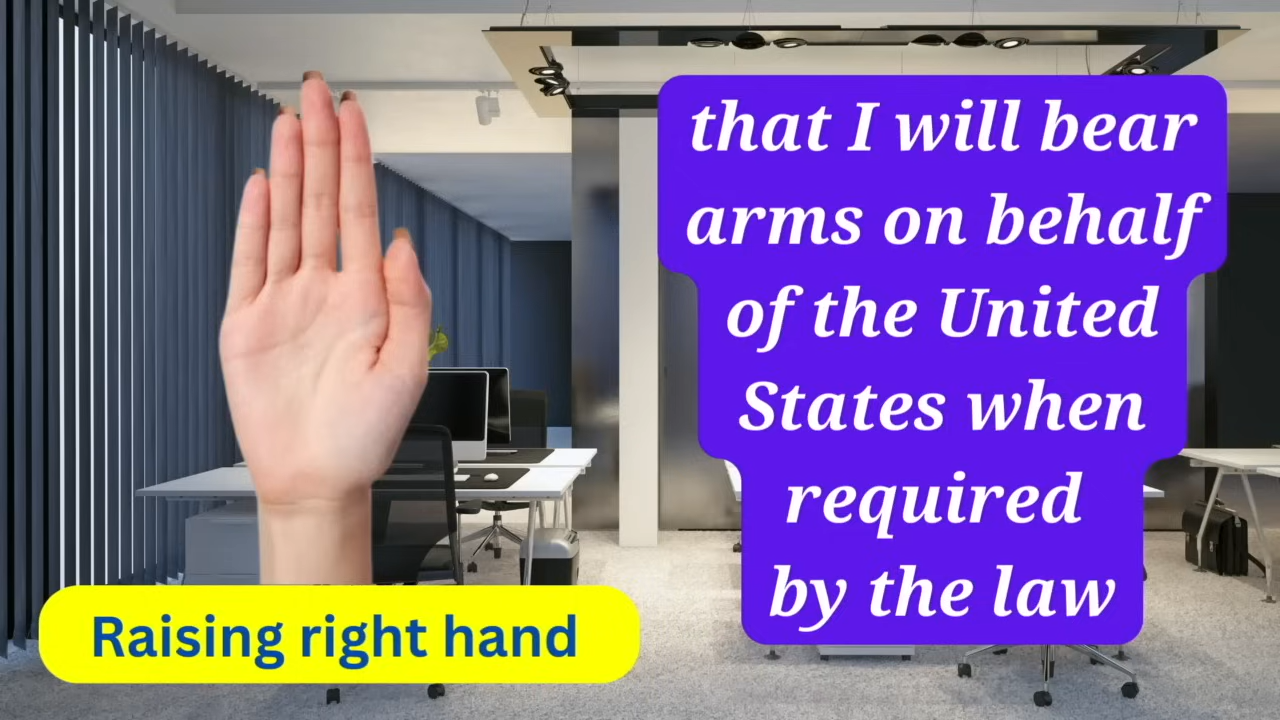 that I will bear
arms on behalf
of the United
States when
required
by the law
Raising right hand